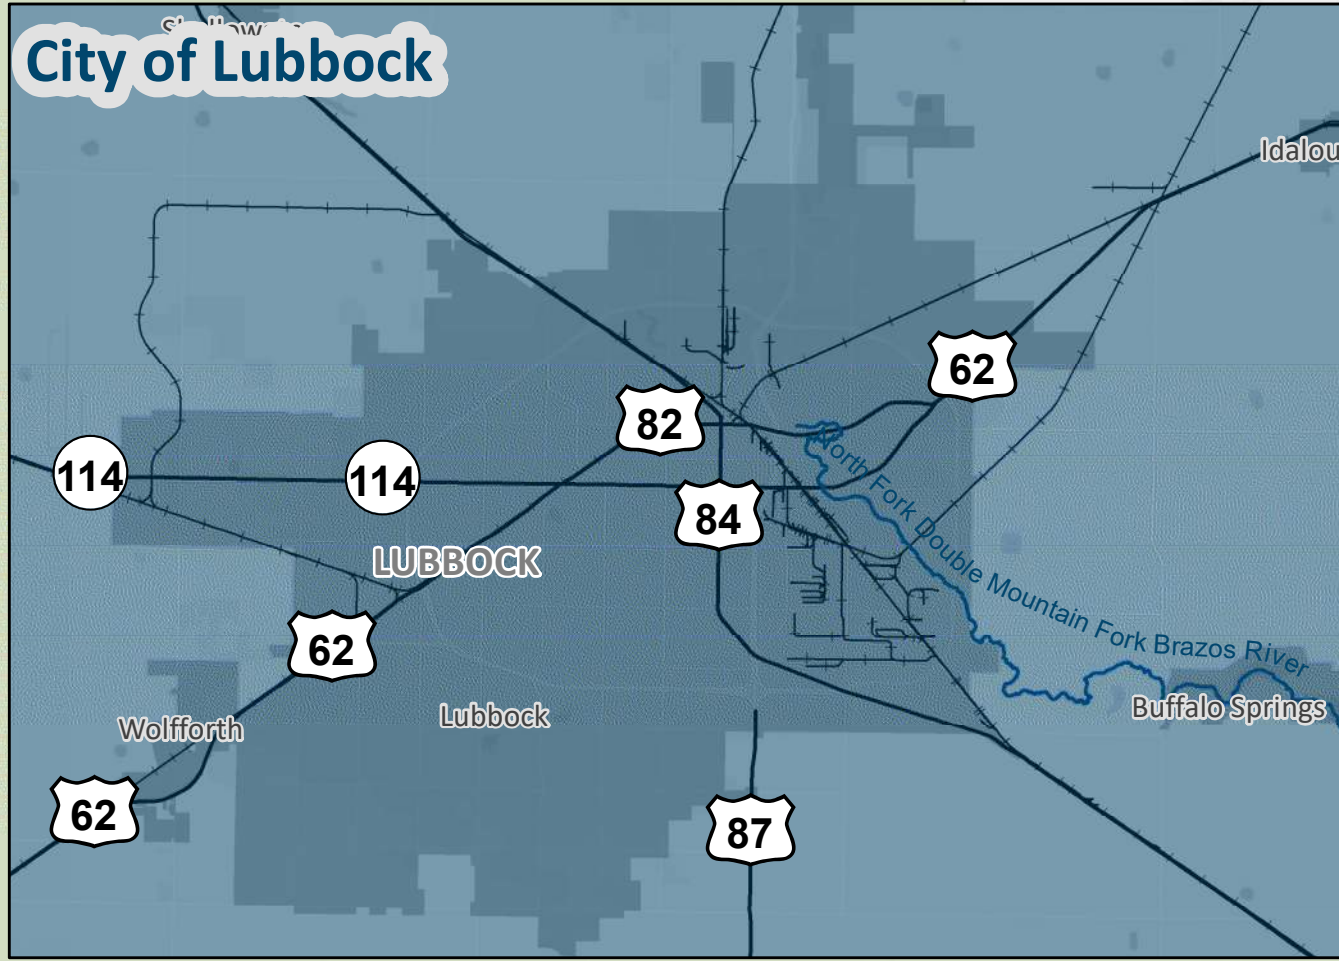 City of Lubbock
Idalou
62
82
114
114
84
North Fork Double Mountain Fork Brazos River
LUBBOCK
62
Buffalo Springs
Lubbock
Wolfforth
62
87